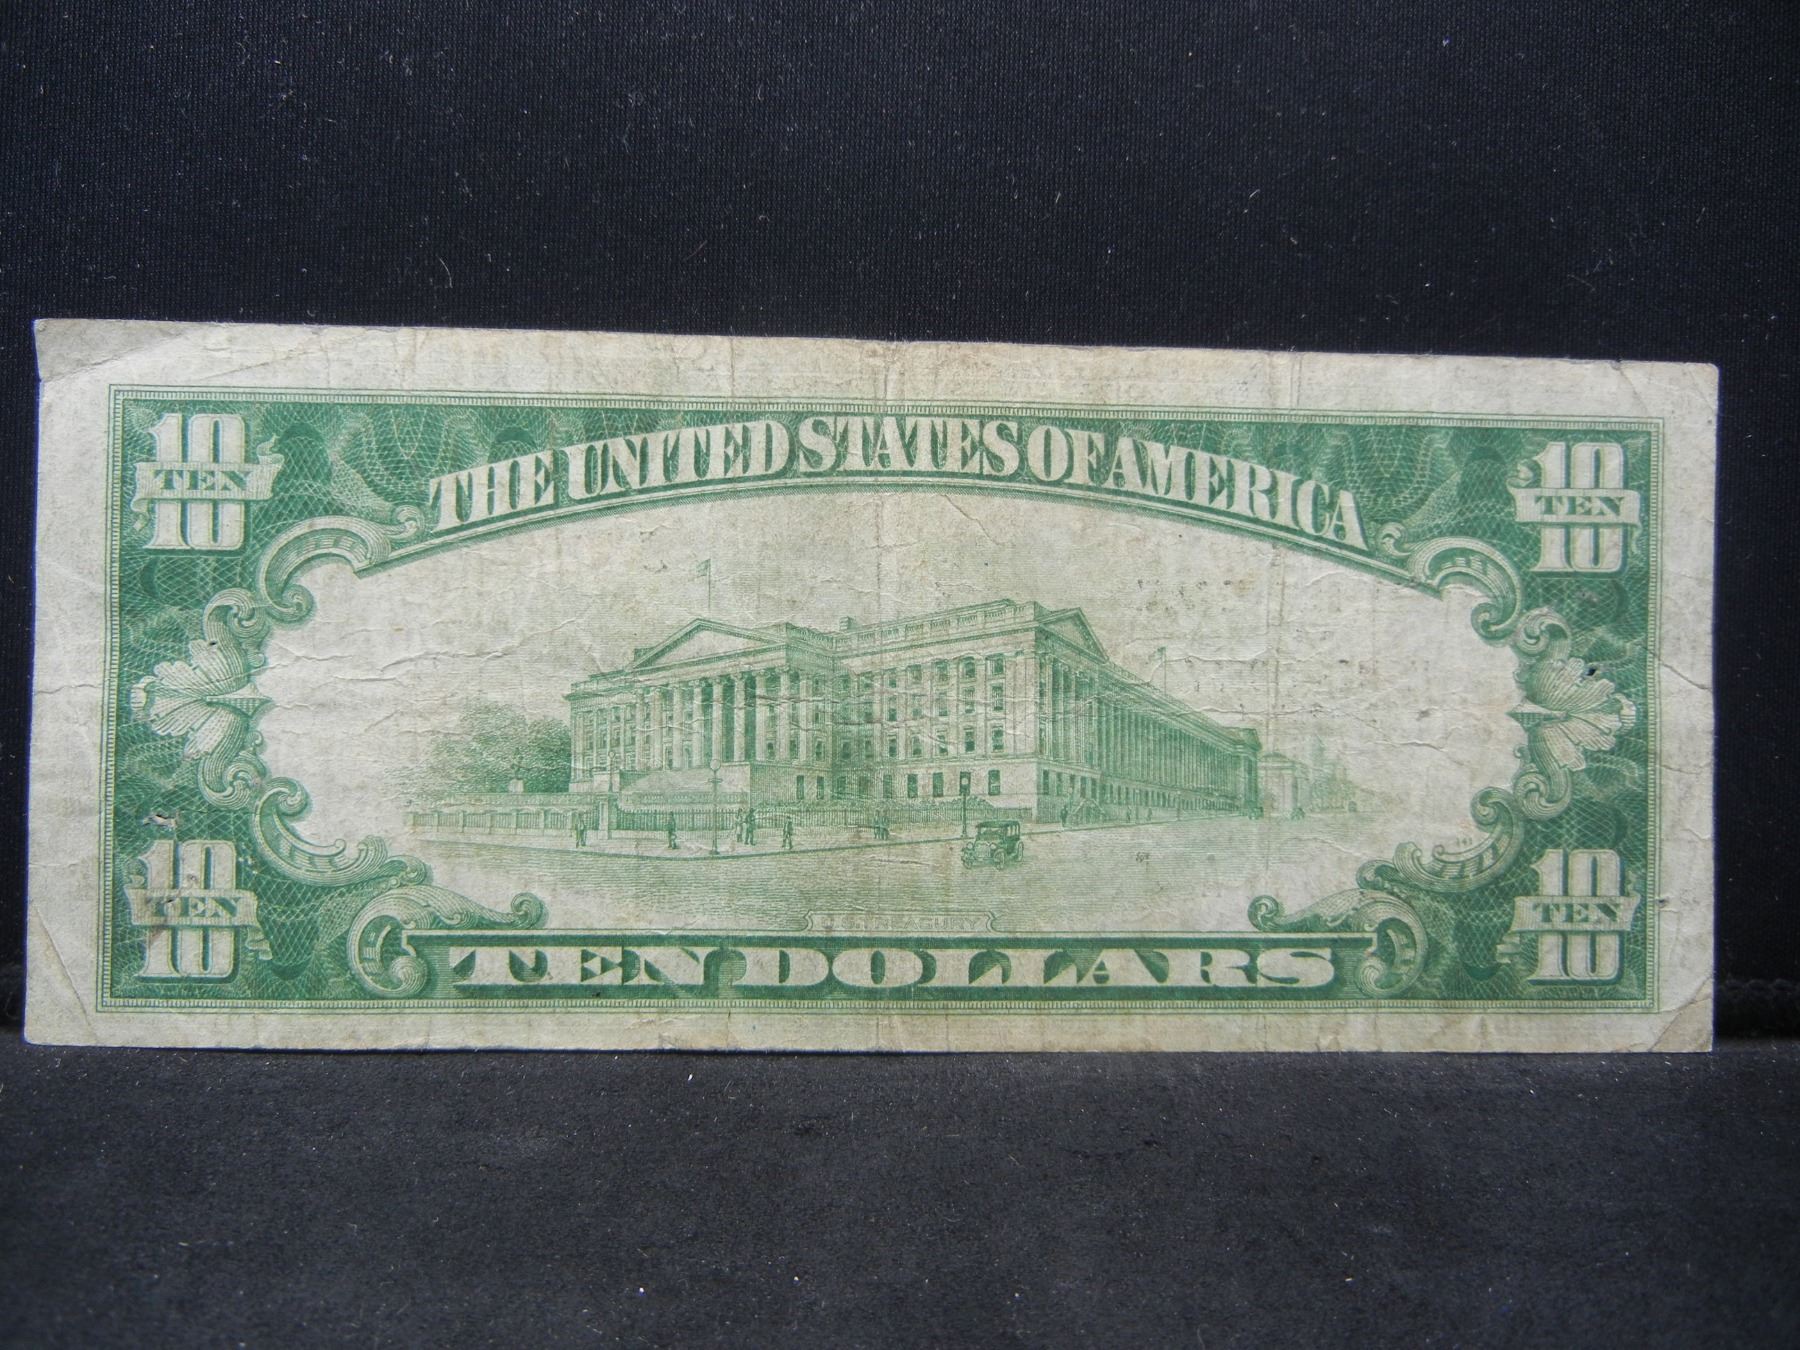 10 TEN 10
THE UNITED STATES OF AMERICA
10 TEN 10
U.S. TREASURY
10 TEN 10
TEN DOLLARS
10 TEN 10